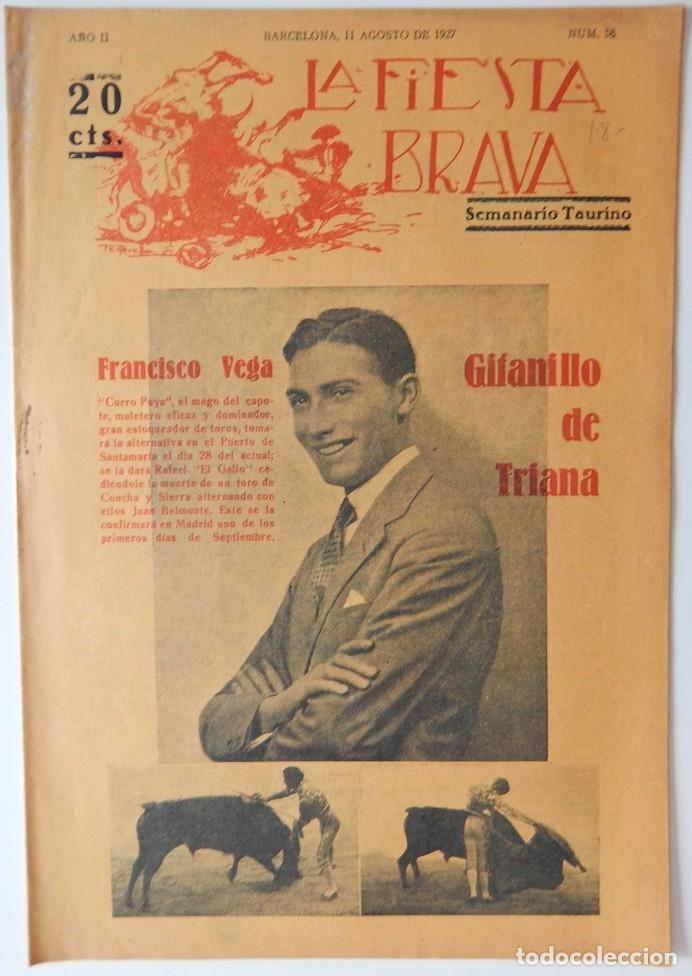 AÑO II
BARCELONA, 11 AGOSTO DE 1927
NUM. 58
20
cts.
LA FIESTA
BRAVA
18-
Semanario Taurino
Francisco Vega
"Curro Puya", el mago del capo-
te, muletero eficaz y dominador,
gran estoqueador de toros, toma-
rá la alternativa en el Puerto de
Santamaría el día 28 del actual;
se la dará Rafael "El Gallo" ce-
diéndole la muerte de un toro de
Concha y Sierra alternando con
ellos Juan Belmonte. Este se la
confirmará en Madrid uno de los
primeros días de Septiembre.
Gitanillo
de
Triana
todocoleccion
todocoleccion.net